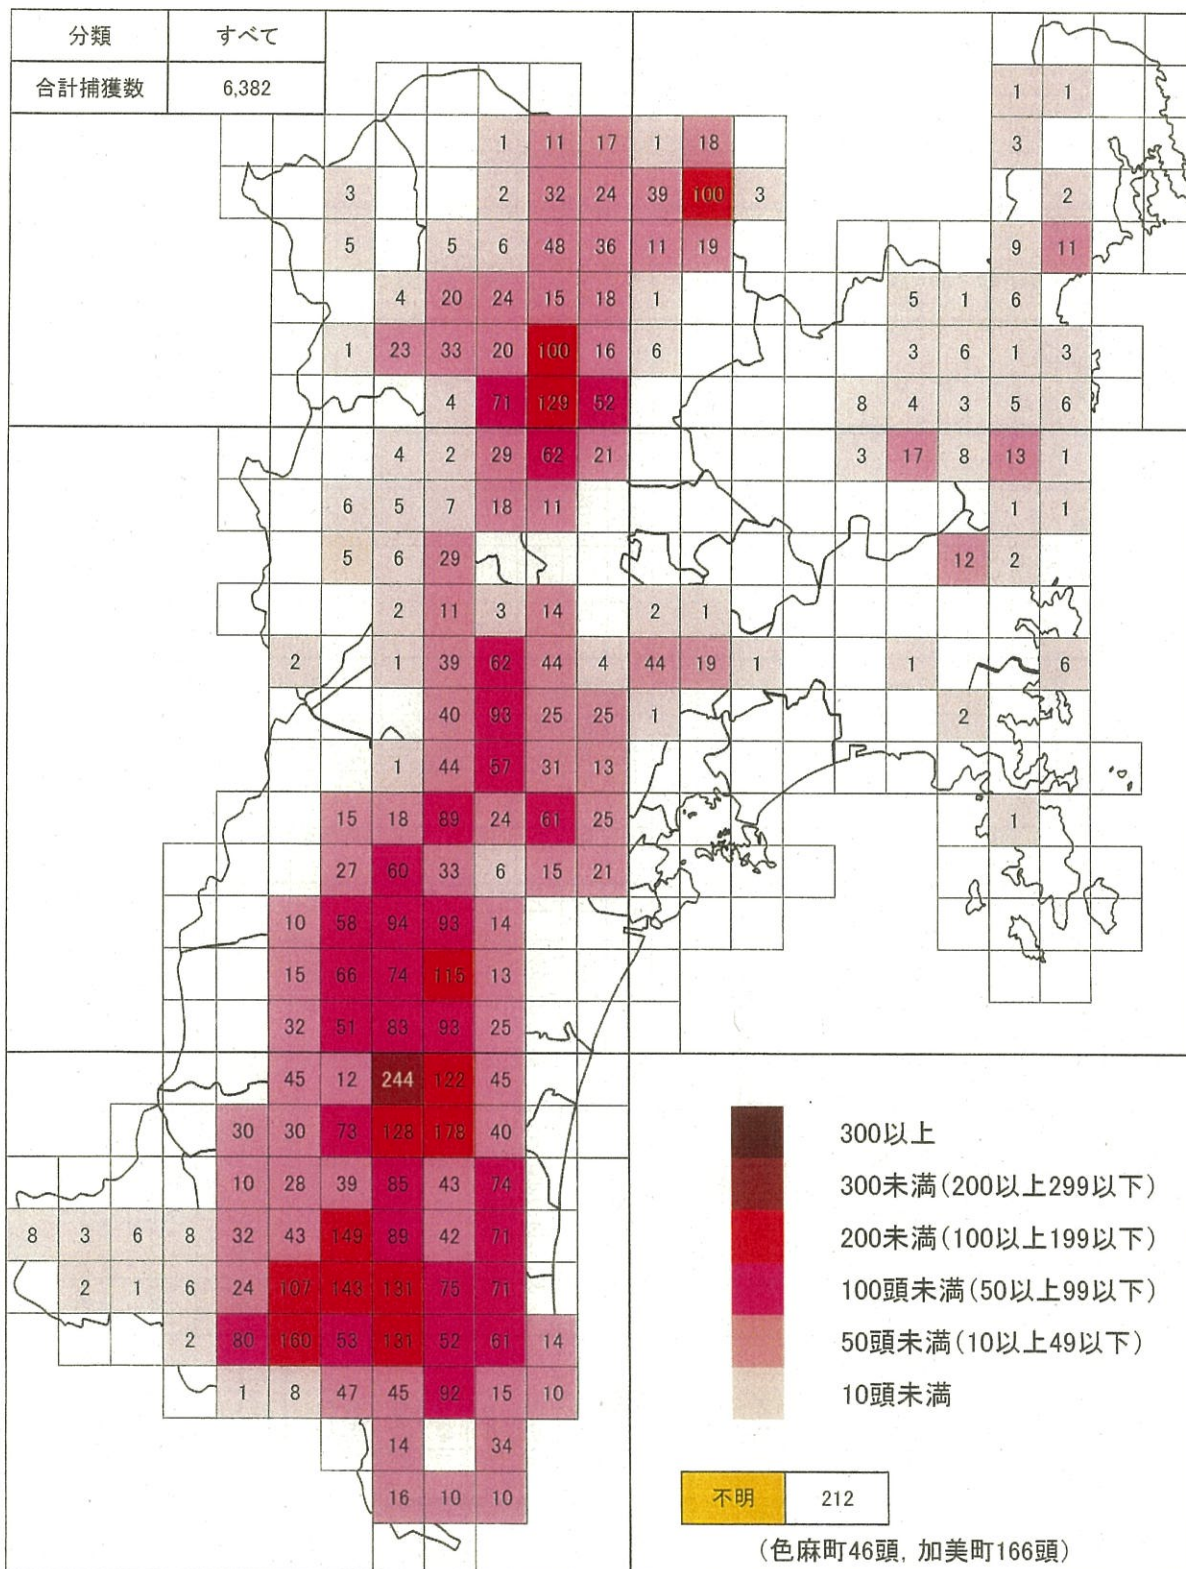 分類 すべて
合計捕獲数 6,382
1 1
1 11 17 1 18 3
3 2 32 24 39 100 3 2
5 5 6 48 36 11 19 9 11
4 20 24 15 18 1 5 1 6
1 23 33 20 100 16 6 3 6 1 3
4 71 129 52 8 4 3 5 6
4 2 29 62 21 3 17 8 13 1
6 5 7 18 11 1 1
5 6 29 12 2
2 11 3 14 2 1
2 1 39 62 44 4 44 19 1 1 6
40 93 25 25 1 2
1 44 57 31 13
15 18 89 24 61 25 1
27 60 33 6 15 21
10 58 94 93 14
15 66 74 115 13
32 51 83 93 25
45 12 244 122 45
30 30 73 128 178 40
10 28 39 85 43 74
8 3 6 8 32 43 149 89 42 71
2 1 6 24 107 143 131 75 71
2 80 160 53 131 52 61 14
1 8 47 45 92 15 10
14 34
16 10 10
300以上
300未満(200以上299以下)
200未満(100以上199以下)
100頭未満(50以上99以下)
50頭未満(10以上49以下)
10頭未満
不明 212
(色麻町46頭, 加美町166頭)